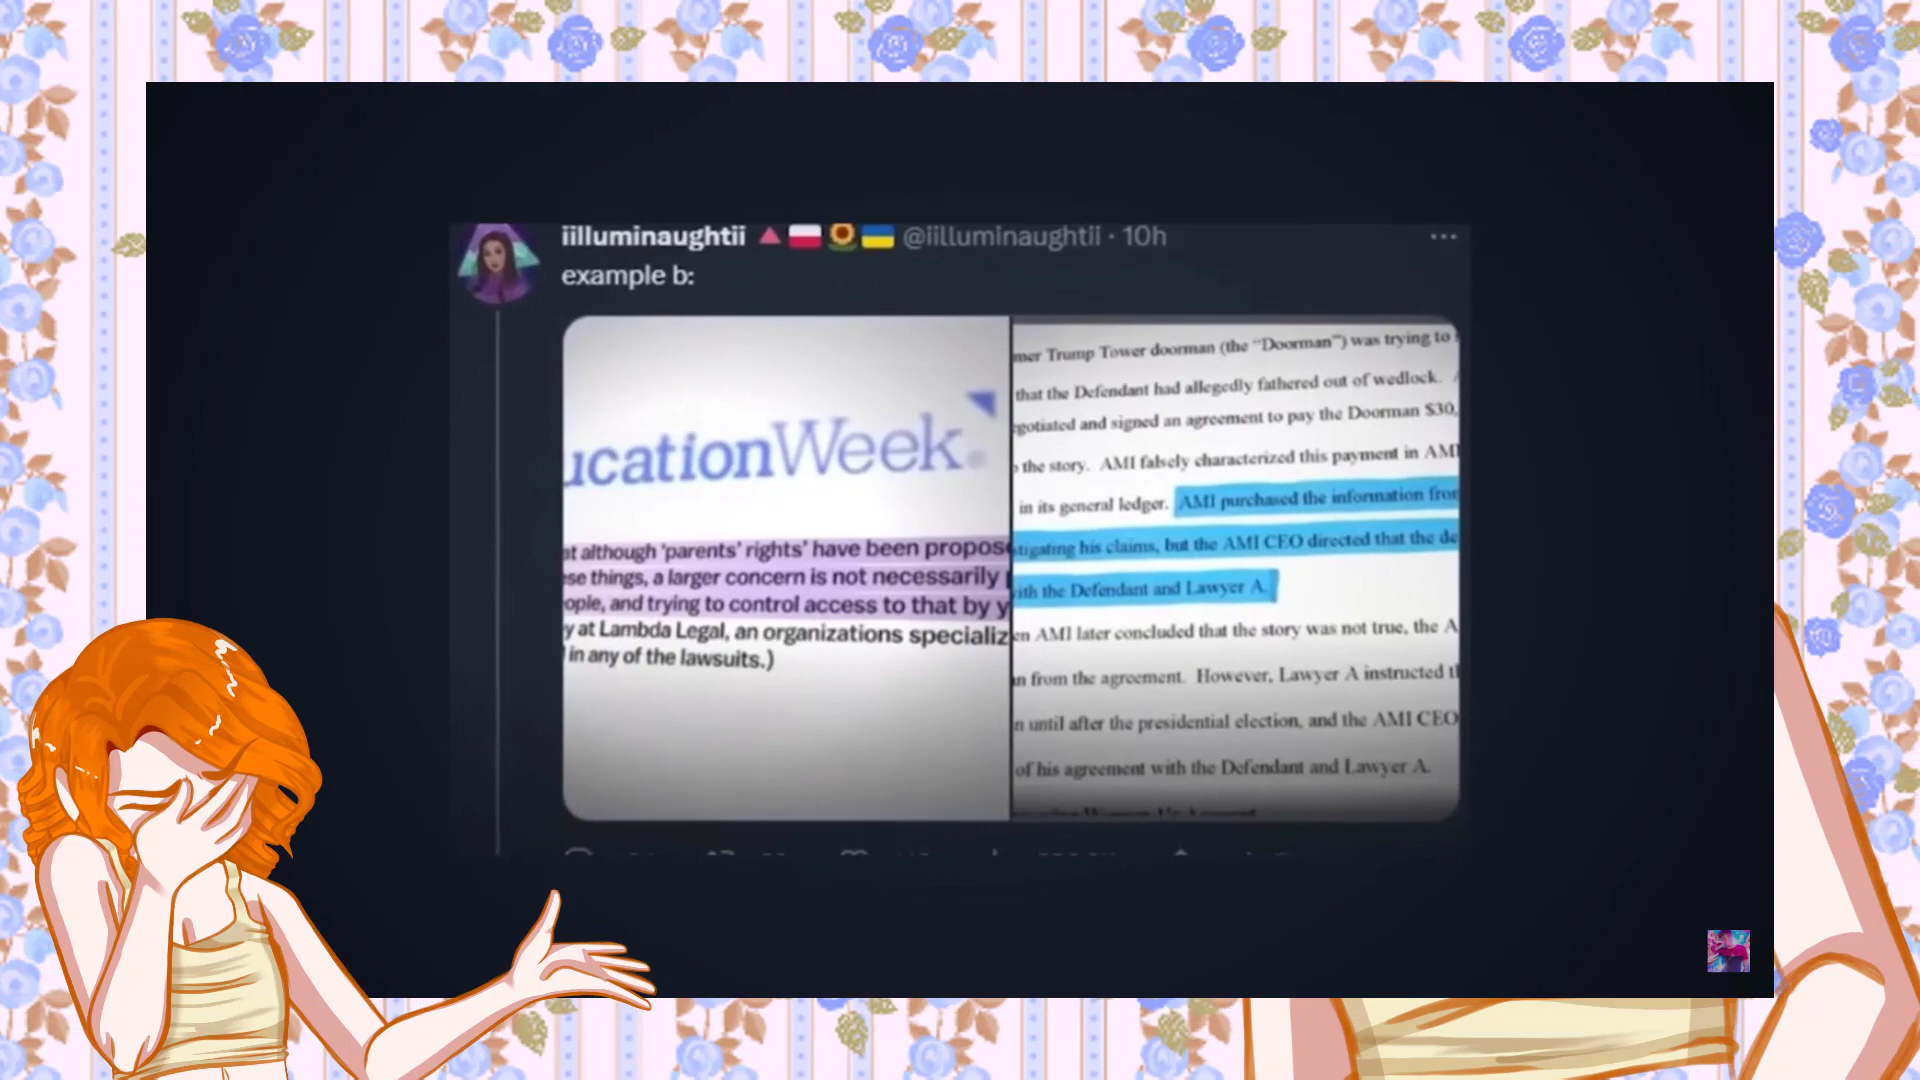 iilluminaughtii @iilluminaughtii · 10h
example b:
ucationWeek.
at although 'parents' rights' have been propos
se things, a larger concern is not necessarily
ople, and trying to control access to that by y
y at Lambda Legal, an organizations specializ
in any of the lawsuits.)
mer Trump Tower doorman (the "Doorman") was trying to
that the Defendant had allegedly fathered out of wedlock.
egotiated and signed an agreement to pay the Doorman $30,
the story. AMI falsely characterized this payment in AMI
in its general ledger. AMI purchased the information from
stigating his claims, but the AMI CEO directed that the de
with the Defendant and Lawyer A.
en AMI later concluded that the story was not true, the A
n from the agreement. However, Lawyer A instructed t
n until after the presidential election, and the AMI CEO
of his agreement with the Defendant and Lawyer A.